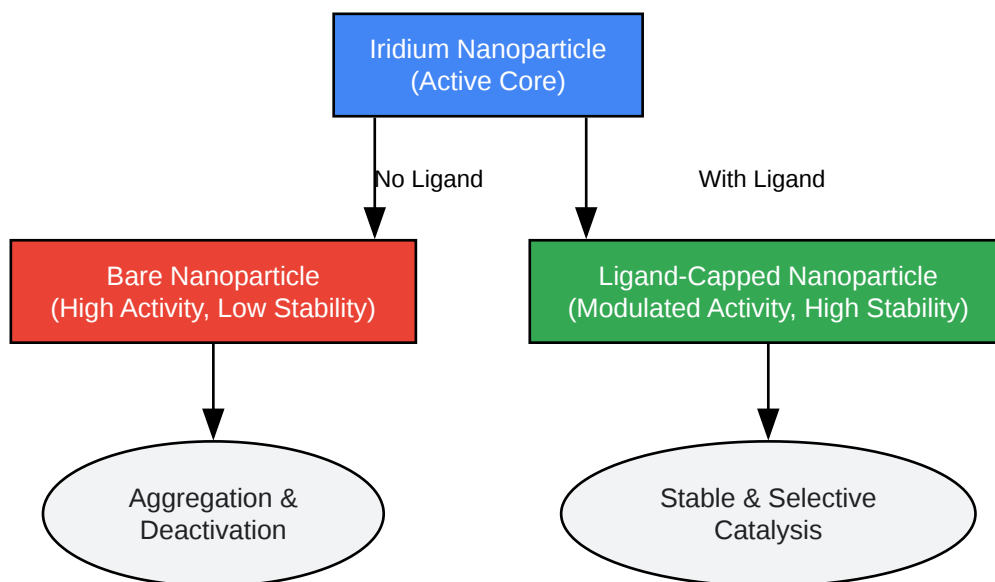 Iridium Nanoparticle
(Active Core)
No Ligand
With Ligand
Bare Nanoparticle
(High Activity, Low Stability)
Ligand-Capped Nanoparticle
(Modulated Activity, High Stability)
Aggregation &
Deactivation
Stable & Selective
Catalysis